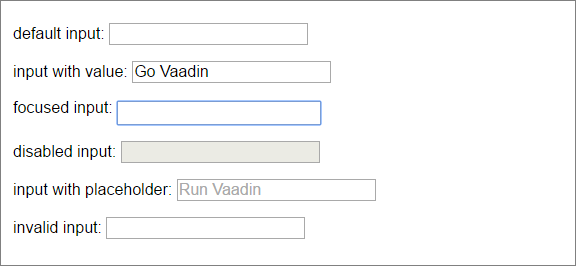 default input:
input with value: Go Vaadin
focused input:
disabled input:
input with placeholder: Run Vaadin
invalid input: